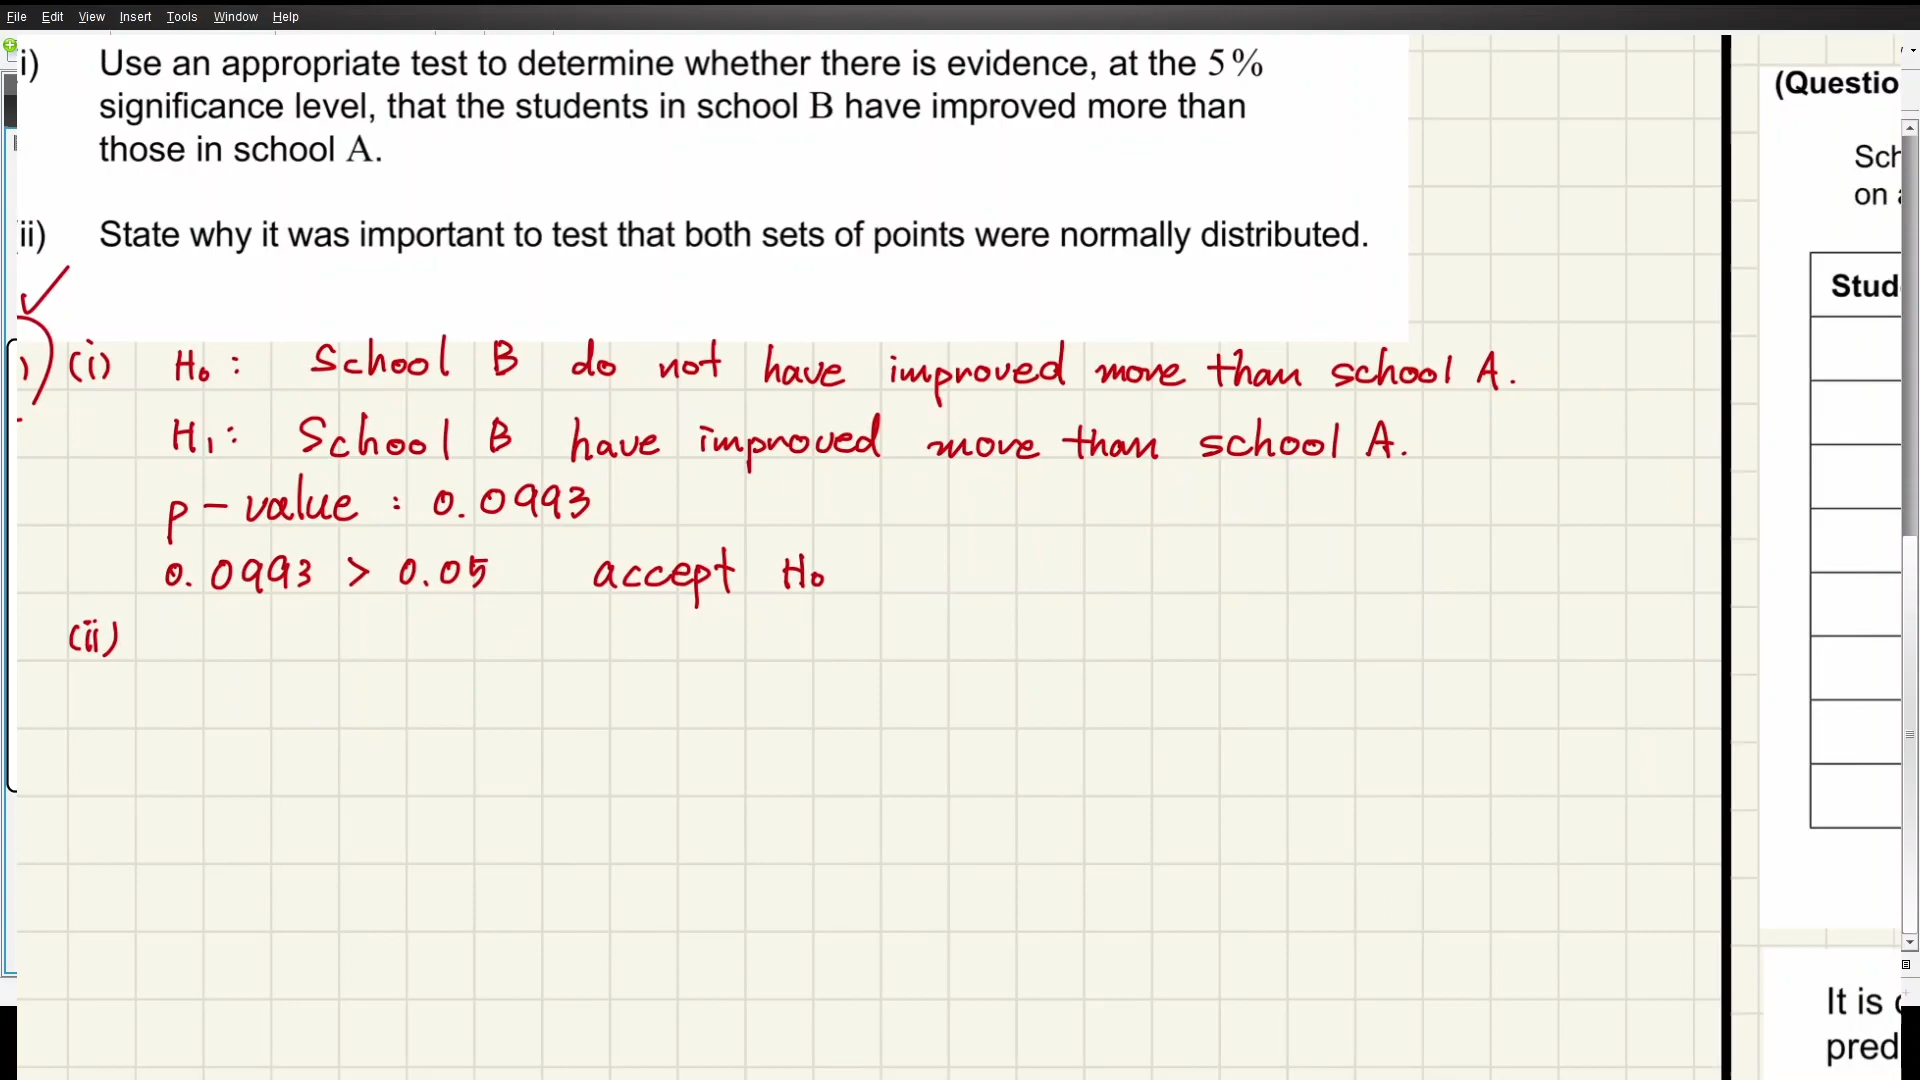 File Edit View Insert Tools Window Help
i) Use an appropriate test to determine whether there is evidence, at the 5%
significance level, that the students in school B have improved more than
those in school A.
ii) State why it was important to test that both sets of points were normally distributed.
(i) H₀: School B do not have improved more than school A.
H₁: School B have improved more than school A.
p-value : 0.0993
0.0993 > 0.05 accept H₀
(ii)
(Questio
Sch
on
Stud
It is
pred